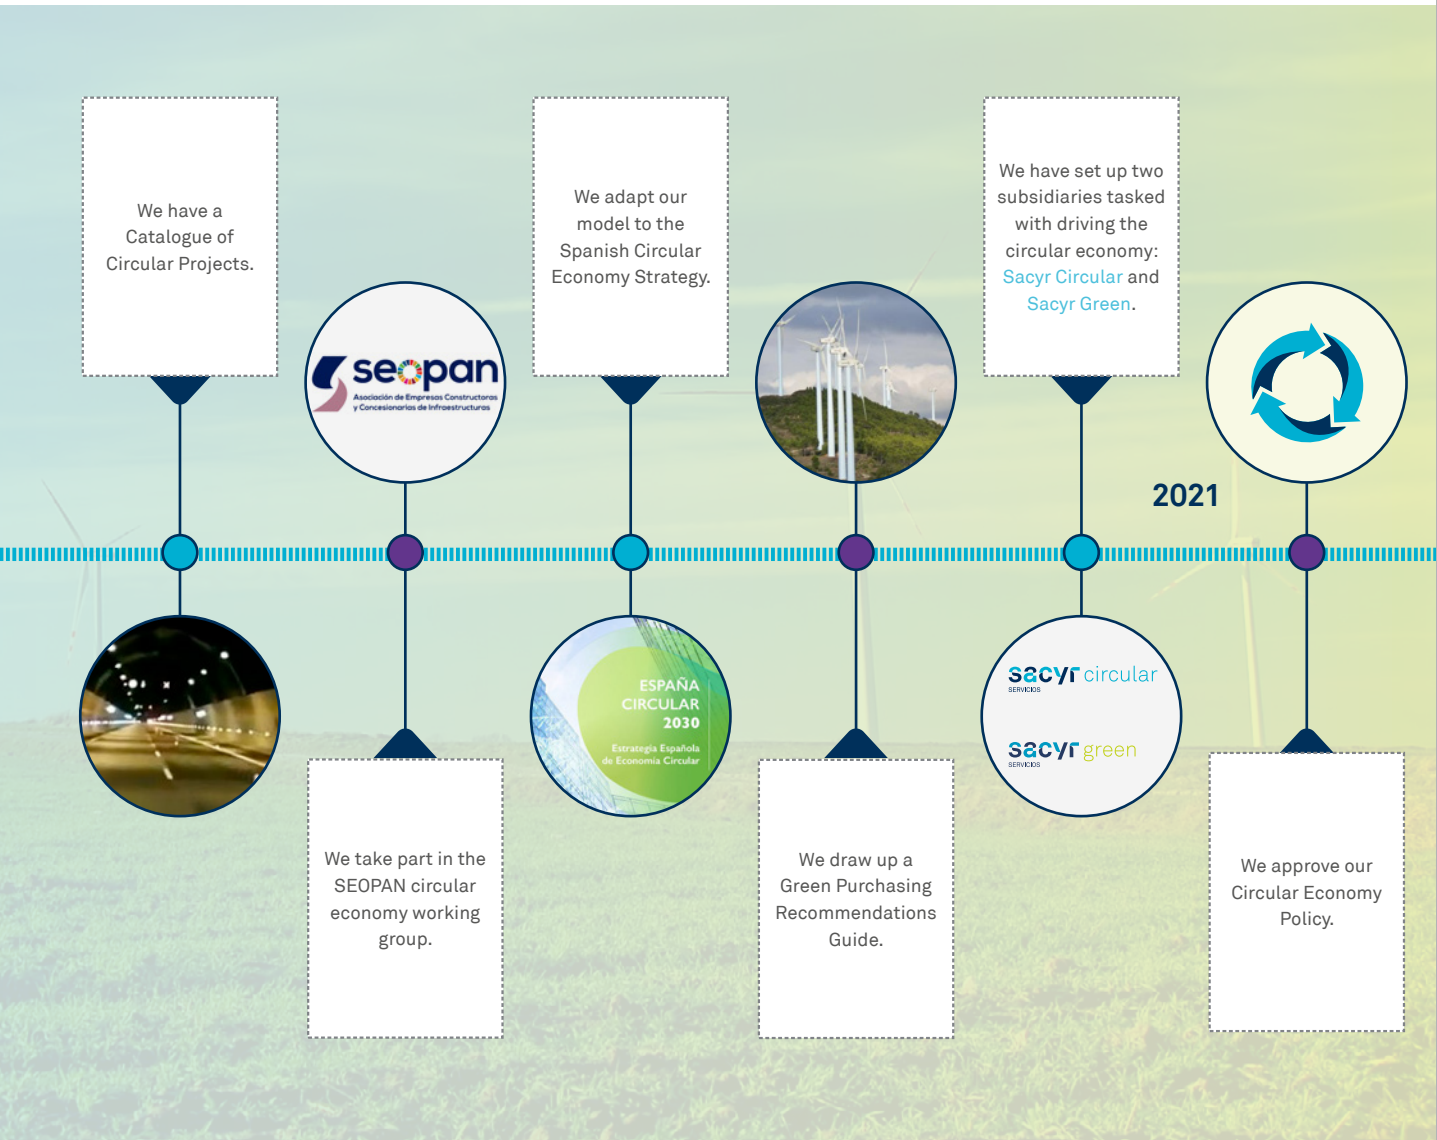 We have a
Catalogue of
Circular Projects.
seopan
Asociación de Empresas Constructoras
y Concesionarias de Infraestructuras
We take part in the
SEOPAN circular
economy working
group.
We adapt our
model to the
Spanish Circular
Economy Strategy.
ESPAÑA
CIRCULAR
2030
Estrategia Española
de Economía Circular
We draw up a
Green Purchasing
Recommendations
Guide.
We have set up two
subsidiaries tasked
with driving the
circular economy:
Sacyr Circular and
Sacyr Green.
sacyr circular
SERVICIOS
sacyr green
SERVICIOS
2021
We approve our
Circular Economy
Policy.